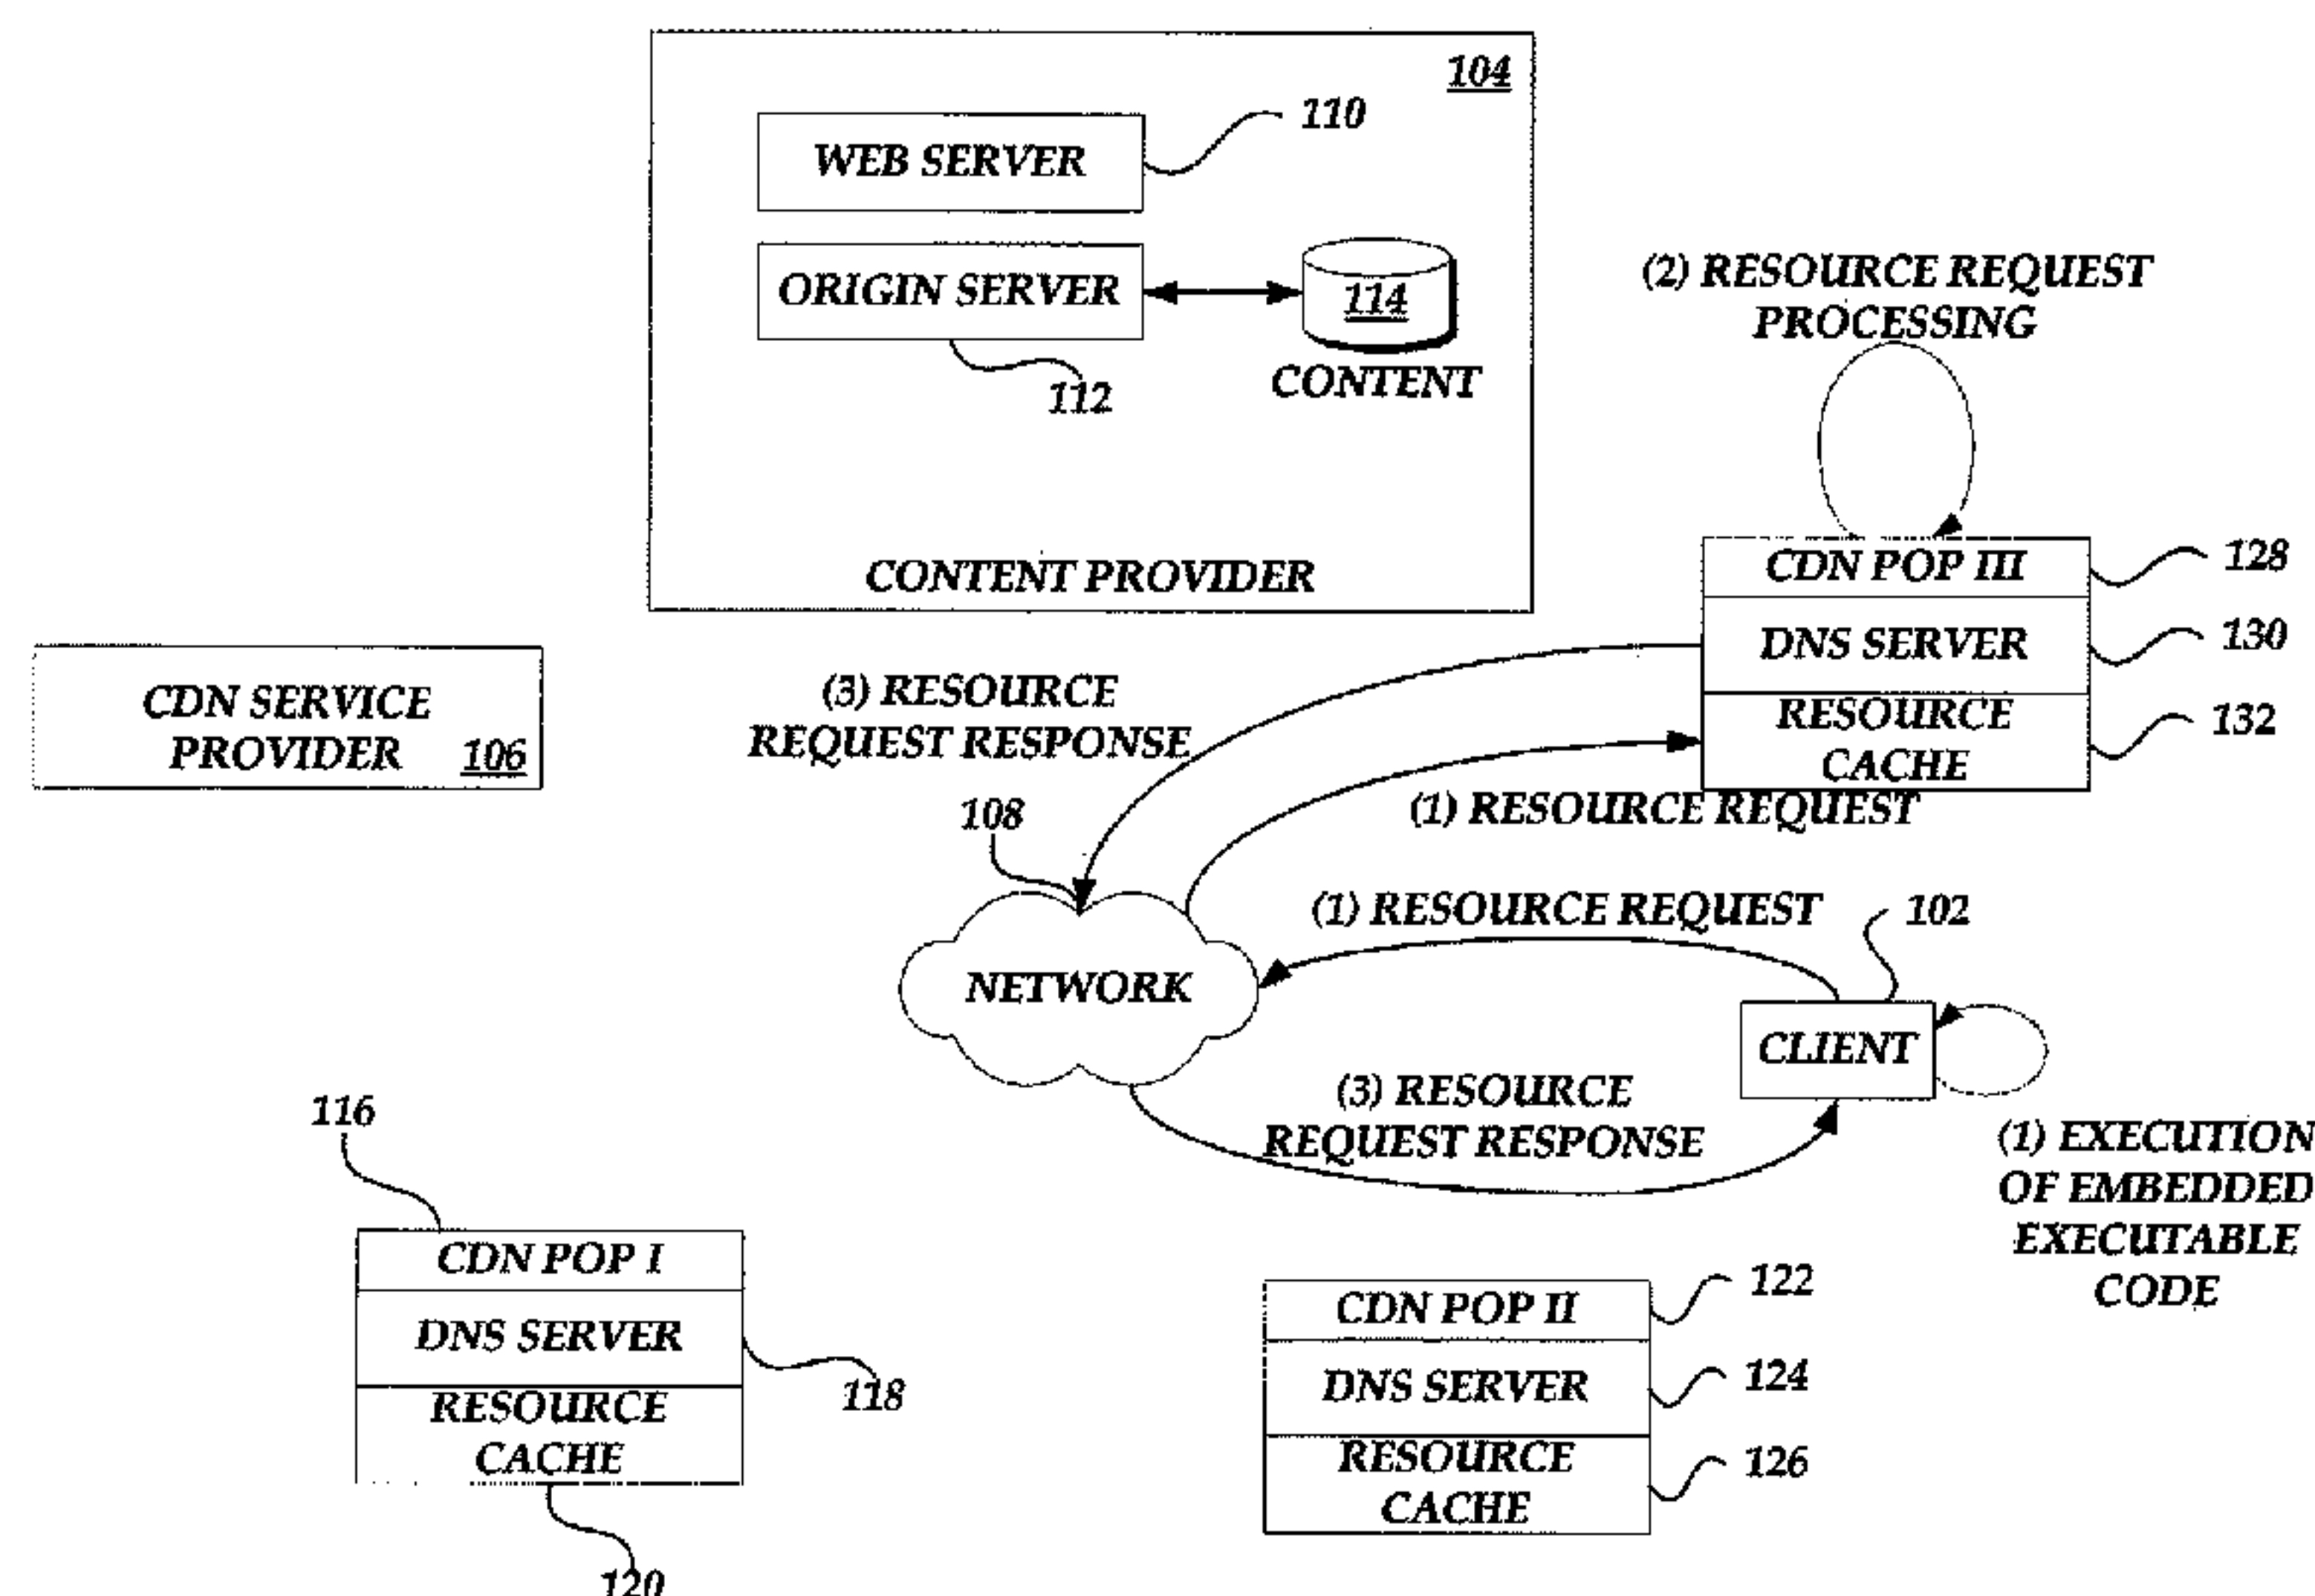 104
110
WEB SERVER
ORIGIN SERVER
114
CONTENT
112
CONTENT PROVIDER
(2) RESOURCE REQUEST
PROCESSING
CDN POP III
128
DNS SERVER
130
RESOURCE
CACHE
132
CDN SERVICE
PROVIDER
106
(3) RESOURCE
REQUEST RESPONSE
(1) RESOURCE REQUEST
108
(1) RESOURCE REQUEST
102
NETWORK
CLIENT
(3) RESOURCE
REQUEST RESPONSE
(1) EXECUTION
OF EMBEDDED
EXECUTABLE
CODE
116
CDN POP I
DNS SERVER
118
RESOURCE
CACHE
120
CDN POP II
122
DNS SERVER
124
RESOURCE
CACHE
126